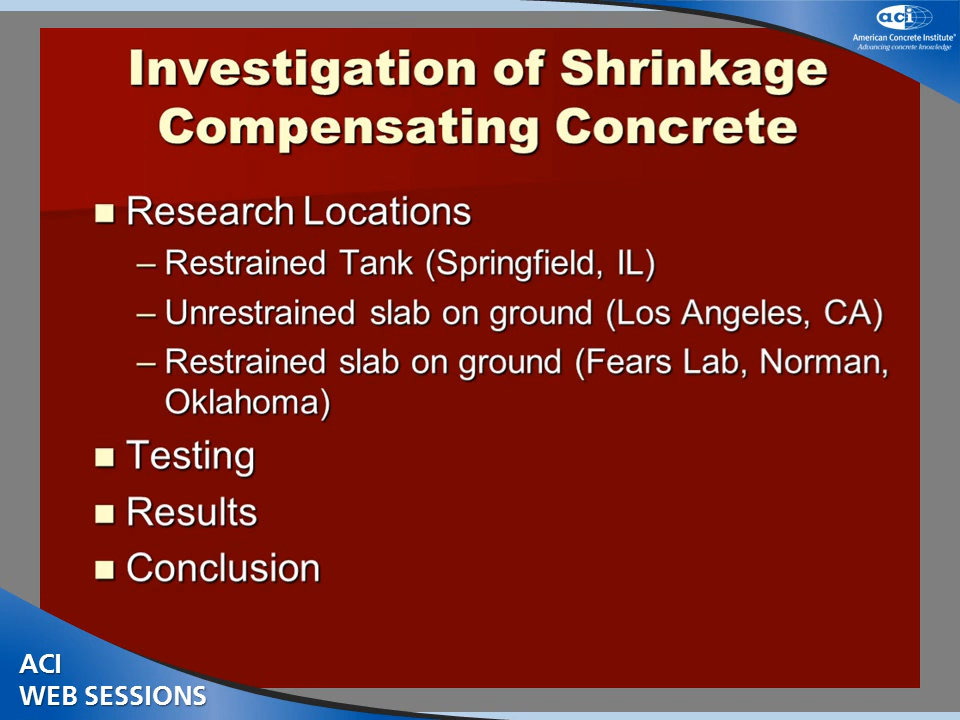 aci
American Concrete Institute®
Advancing concrete knowledge
Investigation of Shrinkage
Compensating Concrete
Research Locations
– Restrained Tank (Springfield, IL)
– Unrestrained slab on ground (Los Angeles, CA)
– Restrained slab on ground (Fears Lab, Norman,
Oklahoma)
Testing
Results
Conclusion
ACI
WEB SESSIONS